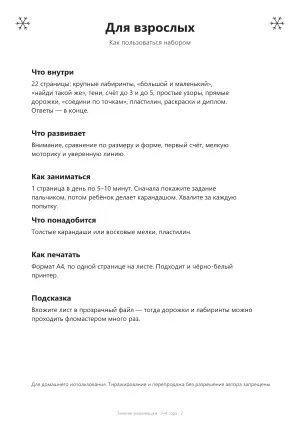 Для взрослых
Как пользоваться набором
Что внутри
22 страницы: крупные лабиринты, «большой и маленький»,
«найди такой же», тени, счёт до 3 и до 5, простые узоры, прямые
дорожки, «соедини по точкам», пластилин, раскраски и диплом.
Ответы — в конце.
Что развивает
Внимание, сравнение по размеру и форме, первый счёт, мелкую
моторику и уверенную линию.
Как заниматься
1 страница в день по 5–10 минут. Сначала покажите задание
пальчиком, потом ребёнок делает карандашом. Хвалите за каждую
попытку.
Что понадобится
Толстые карандаши или восковые мелки, пластилин.
Как печатать
Формат А4, по одной странице на листе. Подходит и чёрно-белый
принтер.
Подсказка
Вложите лист в прозрачный файл — тогда дорожки и лабиринты можно
проходить фломастером много раз.
Для домашнего использования. Тиражирование и перепродажа без разрешения автора запрещены.